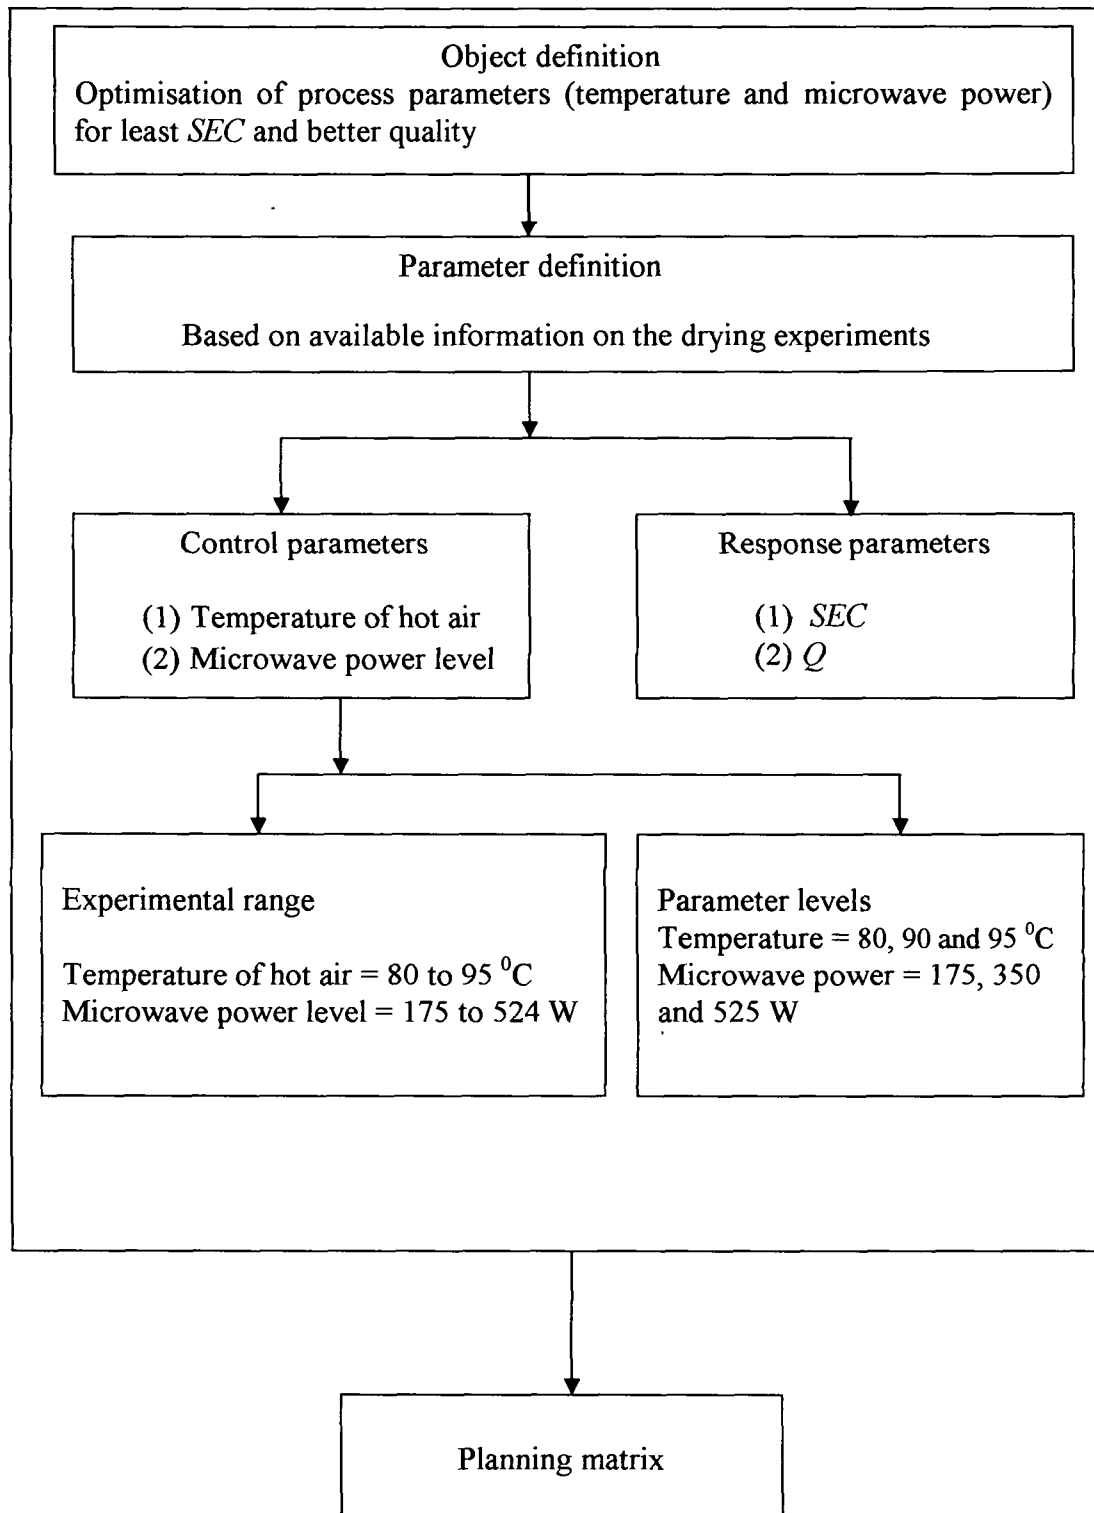 Object definition
Optimisation of process parameters (temperature and microwave power)
for least SEC and better quality
Parameter definition
Based on available information on the drying experiments
Control parameters
(1) Temperature of hot air
(2) Microwave power level
Response parameters
(1) SEC
(2) Q
Experimental range
Temperature of hot air = 80 to 95 ⁰C
Microwave power level = 175 to 524 W
Parameter levels
Temperature = 80, 90 and 95 ⁰C
Microwave power = 175, 350
and 525 W
Planning matrix